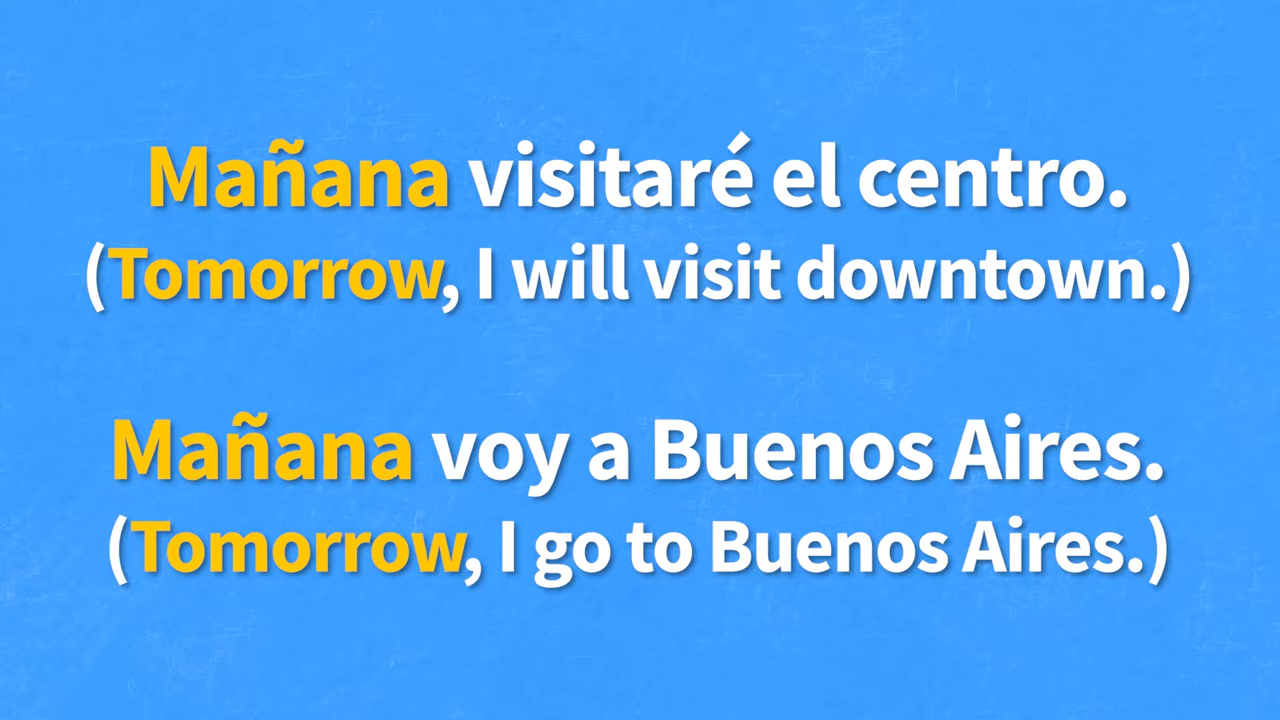 Mañana visitaré el centro.
(Tomorrow, I will visit downtown.)
Mañana voy a Buenos Aires.
(Tomorrow, I go to Buenos Aires.)